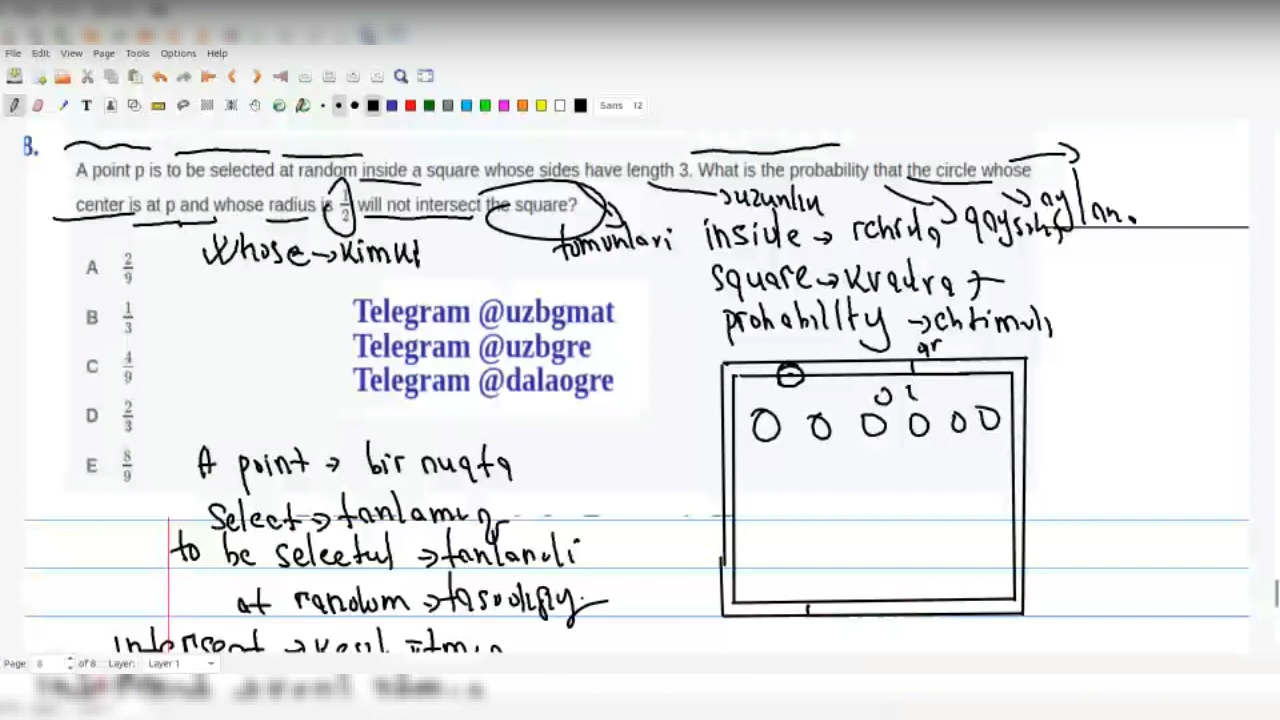 File Edit View Page Tools Options Help
T Sans 12
8.
A point p is to be selected at random inside a square whose sides have length 3. What is the probability that the circle whose
center is at p and whose radius is 1/2 will not intersect the square?
→uzunlik
Whose→kimni
tomonlari
inside →
square→kvadrat
probability →ehtimoli
A 2/9
B 1/3
C 4/9
D 2/3
E 8/9
Telegram @uzbgmat
Telegram @uzbgre
Telegram @dalaogre
A point → bir nuqta
Select→tanlamoq
to be selected →tanlandi
at random →
Page 8 of 8 Layer: Layer 1